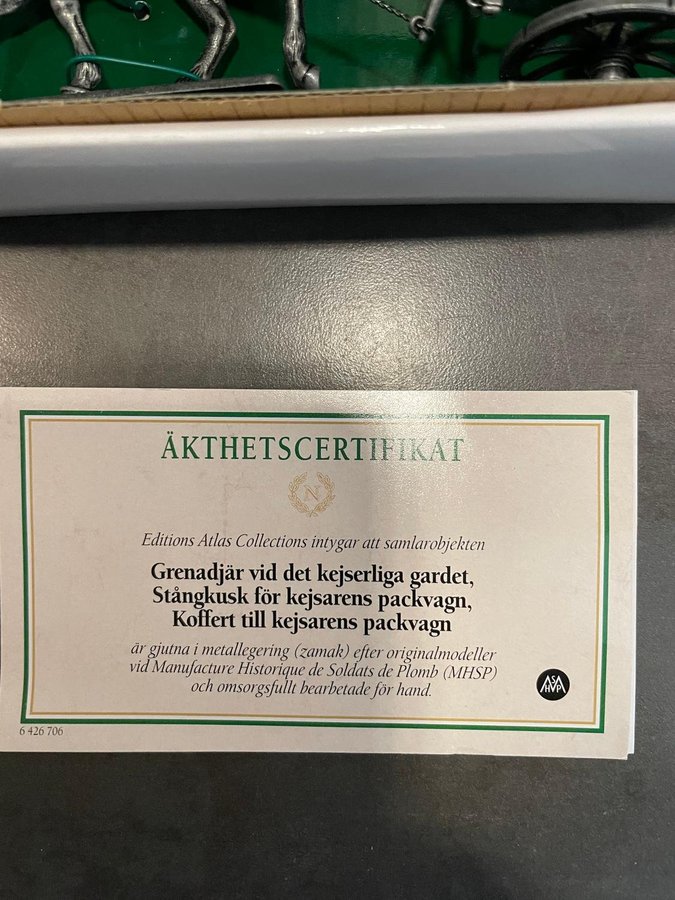 ÄKTHETSCERTIFIKAT
N
Editions Atlas Collections intygar att samlarobjekten
Grenadjär vid det kejserliga gardet,
Stångkusk för kejsarens packvagn,
Koffert till kejsarens packvagn
är gjutna i metallegering (zamak) efter originalmodeller
vid Manufacture Historique de Soldats de Plomb (MHSP)
och omsorgsfullt bearbetade för hand.
6 426 706